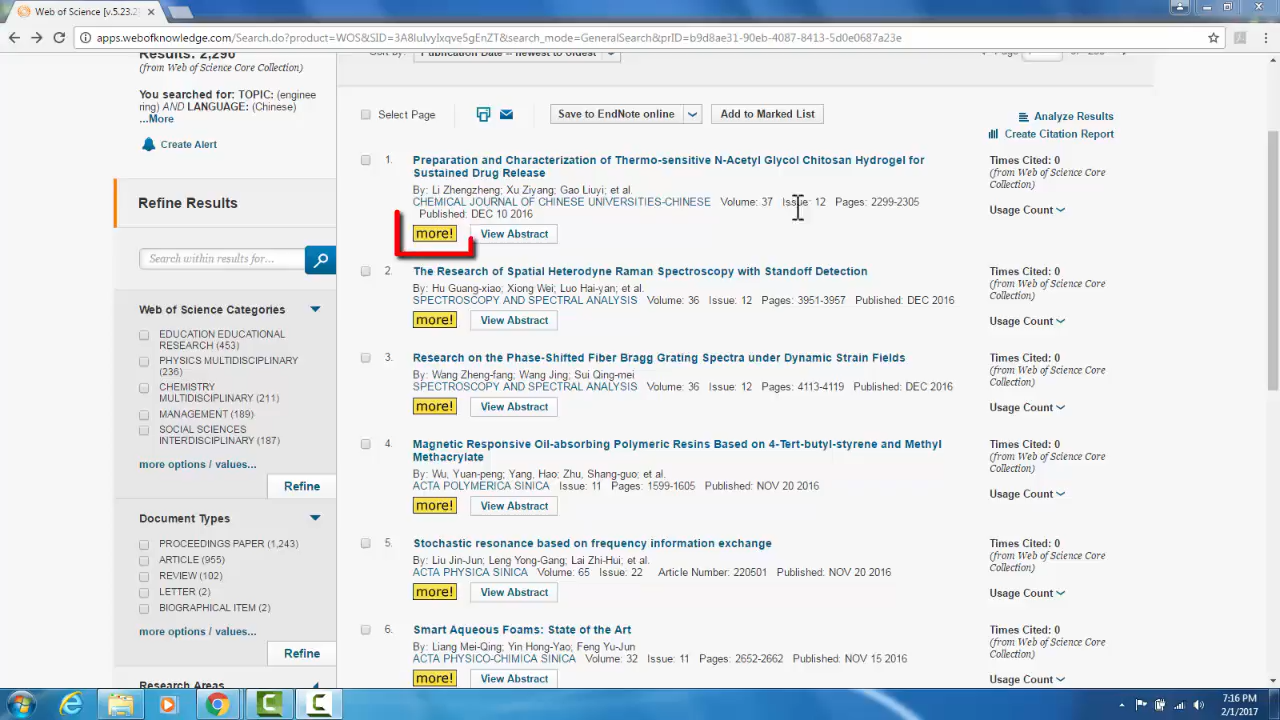 Web of Science [v.5.23.2]
apps.webofknowledge.com/Search.do?product=WOS&SID=3A8lulvylxqve5gEnZT&search_mode=GeneralSearch&prID=b9d8ae31-90eb-4087-8413-5d0e0687a23e
Results: 2,290
(from Web of Science Core Collection)
You searched for: TOPIC: (enginee
ring) AND LANGUAGE: (Chinese)
...More
Create Alert
Refine Results
Search within results for...
Web of Science Categories
EDUCATION EDUCATIONAL
RESEARCH (453)
PHYSICS MULTIDISCIPLINARY
(236)
CHEMISTRY
MULTIDISCIPLINARY (211)
MANAGEMENT (189)
SOCIAL SCIENCES
INTERDISCIPLINARY (187)
more options / values...
Refine
Document Types
PROCEEDINGS PAPER (1,243)
ARTICLE (955)
REVIEW (102)
LETTER (2)
BIOGRAPHICAL ITEM (2)
more options / values...
Refine
Research Areas
Sort by: Publication Date -- newest to oldest
Page
Select Page
Save to EndNote online
Add to Marked List
Analyze Results
Create Citation Report
1. Preparation and Characterization of Thermo-sensitive N-Acetyl Glycol Chitosan Hydrogel for
Sustained Drug Release
By: Li Zhengzheng; Xu Ziyang; Gao Liuyi; et al.
CHEMICAL JOURNAL OF CHINESE UNIVERSITIES-CHINESE Volume: 37 Issue: 12 Pages: 2299-2305
Published: DEC 10 2016
more! View Abstract
Times Cited: 0
(from Web of Science Core
Collection)
Usage Count
2. The Research of Spatial Heterodyne Raman Spectroscopy with Standoff Detection
By: Hu Guang-xiao; Xiong Wei; Luo Hai-yan; et al.
SPECTROSCOPY AND SPECTRAL ANALYSIS Volume: 36 Issue: 12 Pages: 3951-3957 Published: DEC 2016
more! View Abstract
Times Cited: 0
(from Web of Science Core
Collection)
Usage Count
3. Research on the Phase-Shifted Fiber Bragg Grating Spectra under Dynamic Strain Fields
By: Wang Zheng-fang; Wang Jing; Sui Qing-mei
SPECTROSCOPY AND SPECTRAL ANALYSIS Volume: 36 Issue: 12 Pages: 4113-4119 Published: DEC 2016
more! View Abstract
Times Cited: 0
(from Web of Science Core
Collection)
Usage Count
4. Magnetic Responsive Oil-absorbing Polymeric Resins Based on 4-Tert-butyl-styrene and Methyl
Methacrylate
By: Wu, Yuan-peng; Yang, Hao; Zhu, Shang-guo; et al.
ACTA POLYMERICA SINICA Issue: 11 Pages: 1599-1605 Published: NOV 20 2016
more! View Abstract
Times Cited: 0
(from Web of Science Core
Collection)
Usage Count
5. Stochastic resonance based on frequency information exchange
By: Liu Jin-Jun; Leng Yong-Gang; Lai Zhi-Hui; et al.
ACTA PHYSICA SINICA Volume: 65 Issue: 22 Article Number: 220501 Published: NOV 20 2016
more! View Abstract
Times Cited: 0
(from Web of Science Core
Collection)
Usage Count
6. Smart Aqueous Foams: State of the Art
By: Liang Mei-Qing; Yin Hong-Yao; Feng Yu-Jun
ACTA PHYSICO-CHIMICA SINICA Volume: 32 Issue: 11 Pages: 2652-2662 Published: NOV 15 2016
more! View Abstract
Times Cited: 0
(from Web of Science Core
Collection)
7:16 PM
2/1/2017